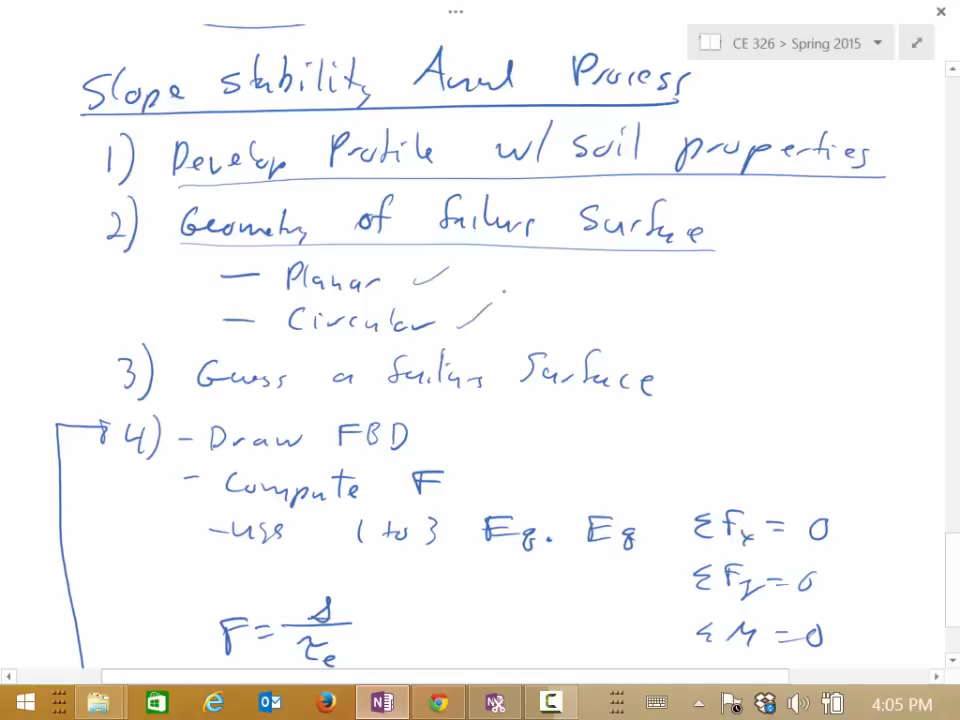 CE 326 > Spring 2015
Slope stability Anal Process
1) Develop Profile w/ soil properties
2) Geometry of failure Surface
— Planar ✓
— Circular ✓
3) Guess a failure Surface
4) - Draw FBD
- Compute F
- use 1 to 3 Eq. Eq
ΣFx = 0
ΣFy = 0
ΣM = 0
F = s / τe
4:05 PM